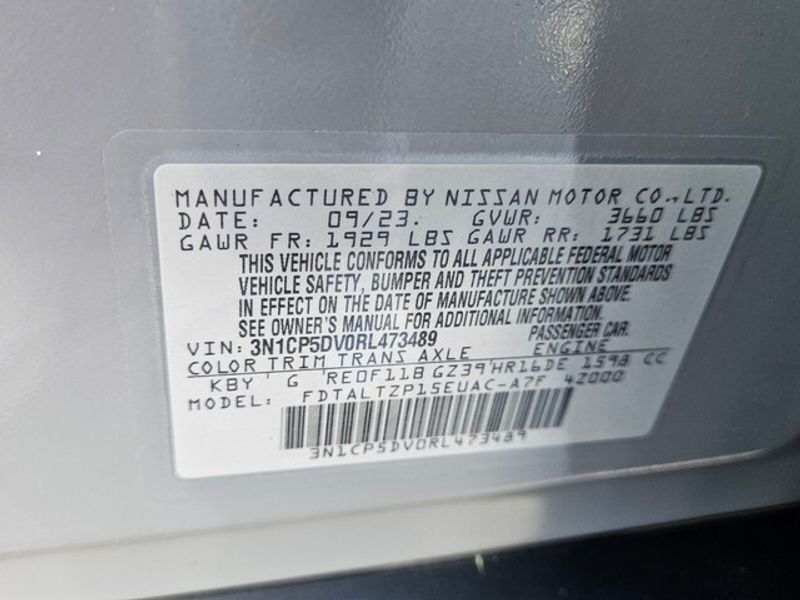 MANUFACTURED BY NISSAN MOTOR CO.,LTD.
DATE: 09/23. GVWR: 3660 LBS
GAWR FR: 1929 LBS GAWR RR: 1731 LBS
THIS VEHICLE CONFORMS TO ALL APPLICABLE FEDERAL MOTOR
VEHICLE SAFETY, BUMPER AND THEFT PREVENTION STANDARDS
IN EFFECT ON THE DATE OF MANUFACTURE SHOWN ABOVE.
SEE OWNER'S MANUAL FOR ADDITIONAL INFORMATION.
VIN: 3N1CP5DV0RL473489 PASSENGER CAR.
COLOR TRIM TRANS AXLE ENGINE
KBY G RE0F11B GZ39 HR16DE 1598 CC
MODEL: FDTALTZP15EUAC-A7F 4Z000
3N1CP5DV0RL473489